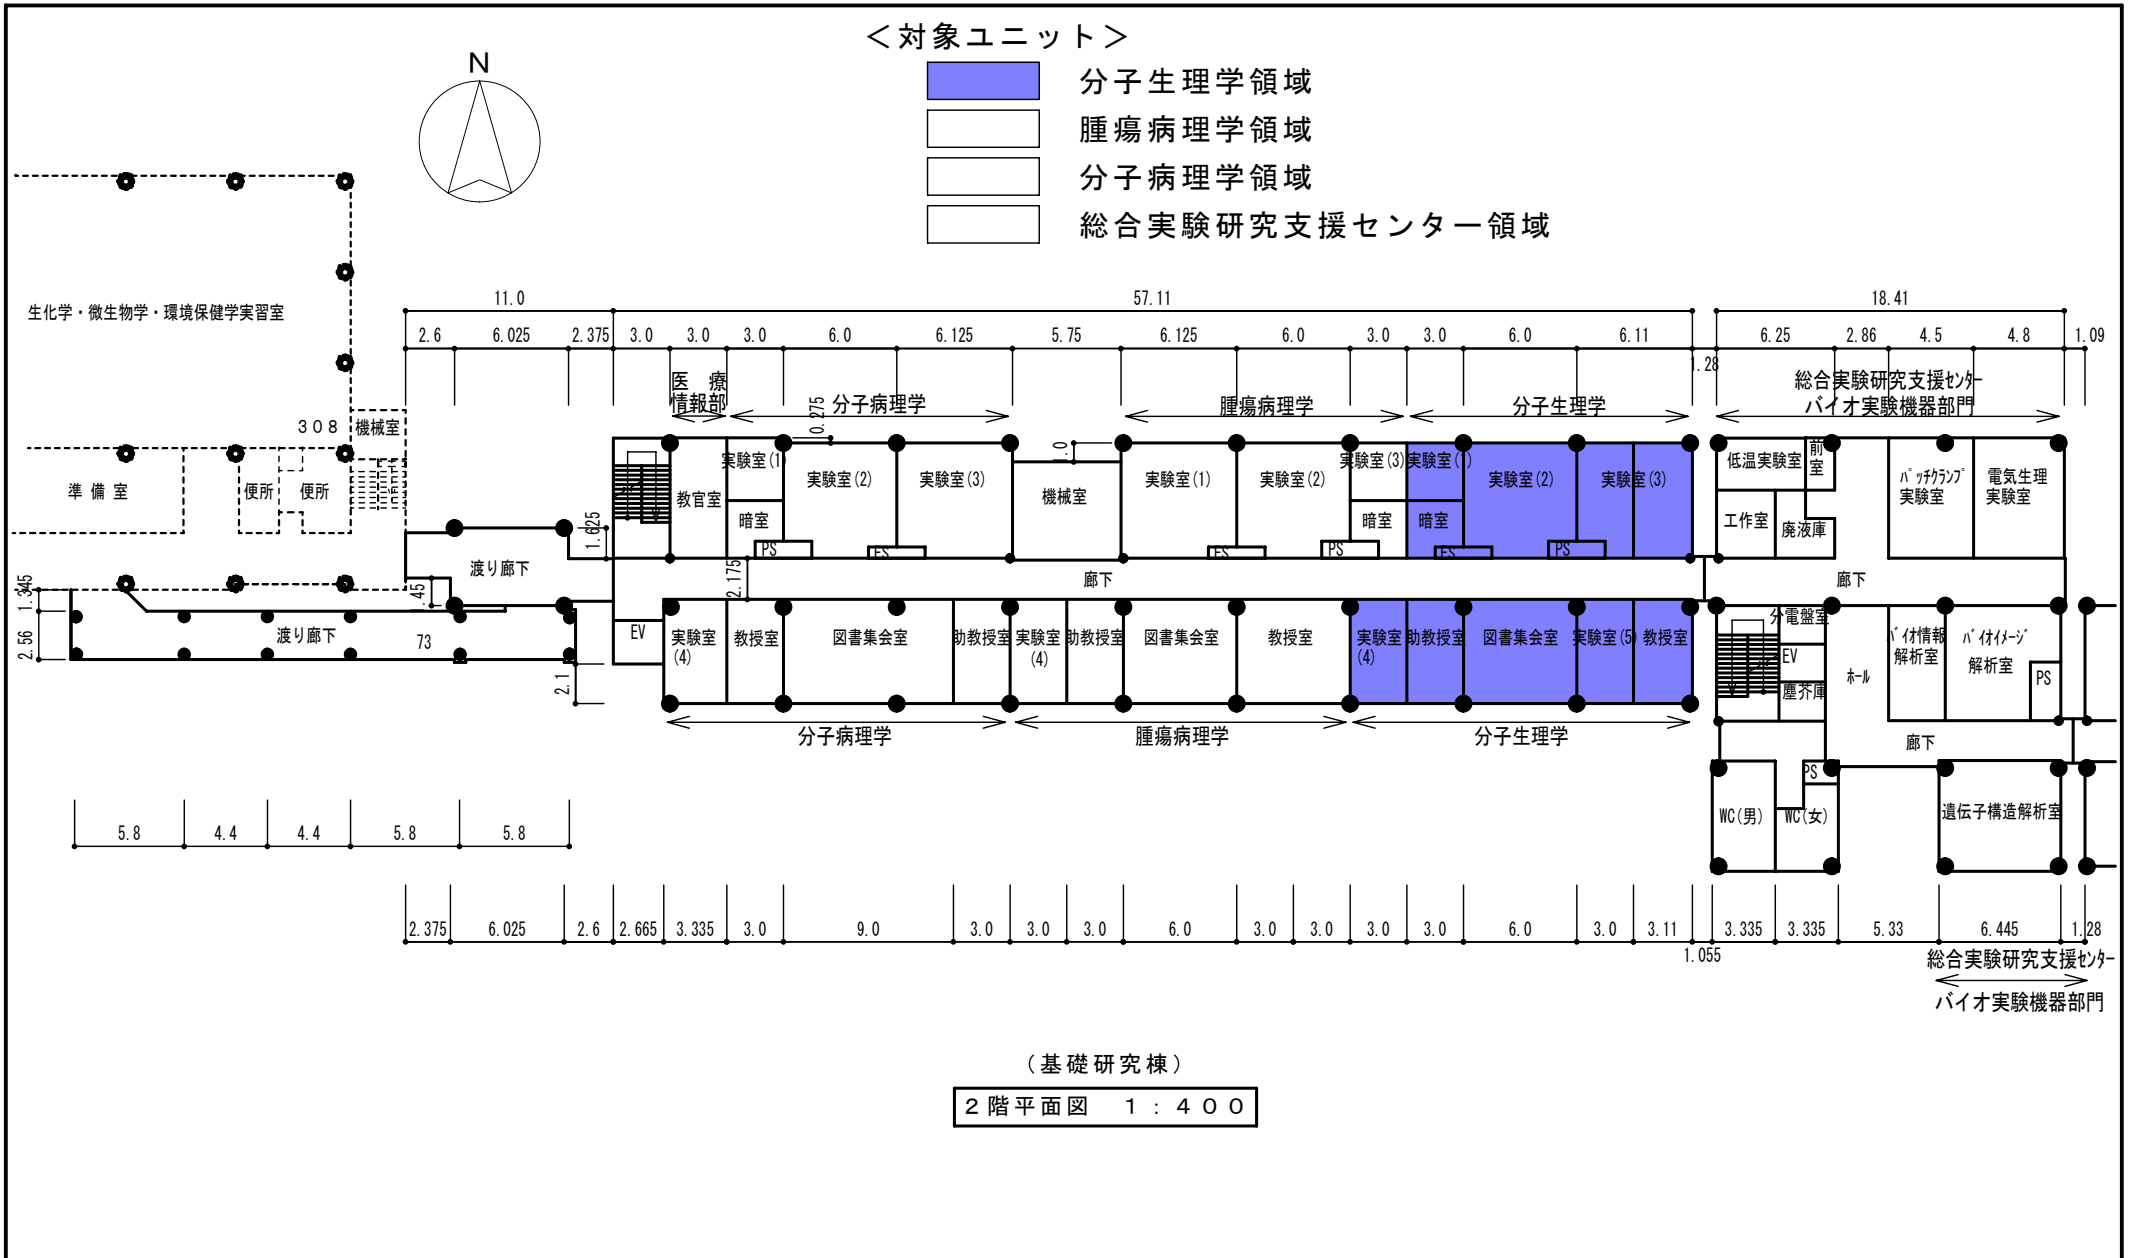 ＜対象ユニット＞
N
分子生理学領域
腫瘍病理学領域
分子病理学領域
総合実験研究支援センター領域
生化学・微生物学・環境保健学実習室
11.0 57.11 18.41
2.6 6.025 2.375 3.0 3.0 3.0 6.0 6.125 5.75 6.125 6.0 3.0 3.0 6.0 6.11 6.25 2.86 4.5 4.8 1.09
1.28
医療
情報部
分子病理学
0.275
腫瘍病理学
分子生理学
総合実験研究支援センター
バイオ実験機器部門
308
機械室
準備室
便所
便所
教官室
実験室(1)
暗室
PS
実験室(2)
ES
実験室(3)
機械室
1.0
実験室(1)
ES
実験室(2)
PS
実験室(3)
暗室
実験室(1)
暗室
ES
実験室(2)
PS
実験室(3)
低温実験室
前室
工作室
廃液庫
パッチクランプ
実験室
電気生理
実験室
1.625
渡り廊下
2.175
廊下
廊下
1.345
.45
2.56
渡り廊下
73
2.1
EV
実験室
(4)
教授室
図書集会室
助教授室
実験室
(4)
助教授室
図書集会室
教授室
実験室
(4)
助教授室
図書集会室
実験室(5)
教授室
分電盤室
EV
塵芥庫
ホール
バイオ情報
解析室
バイオイメージ
解析室
PS
分子病理学
腫瘍病理学
分子生理学
廊下
WC(男)
PS
WC(女)
遺伝子構造解析室
5.8 4.4 4.4 5.8 5.8
2.375 6.025 2.6 2.665 3.335 3.0 9.0 3.0 3.0 3.0 6.0 3.0 3.0 3.0 3.0 6.0 3.0 3.11 3.335 3.335 5.33 6.445 1.28
1.055
総合実験研究支援センター
バイオ実験機器部門
（基礎研究棟）
２階平面図　１：４００